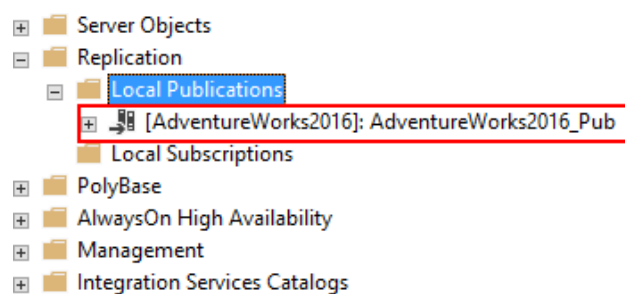 Server Objects
Replication
Local Publications
[AdventureWorks2016]: AdventureWorks2016_Pub
Local Subscriptions
PolyBase
AlwaysOn High Availability
Management
Integration Services Catalogs